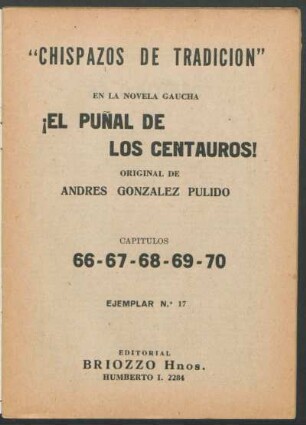 "CHISPAZOS DE TRADICION"
EN LA NOVELA GAUCHA
¡EL PUÑAL DE
LOS CENTAUROS!
ORIGINAL DE
ANDRES GONZALEZ PULIDO
CAPITULOS
66-67-68-69-70
EJEMPLAR N.º 17
EDITORIAL
BRIOZZO Hnos.
HUMBERTO I. 2204